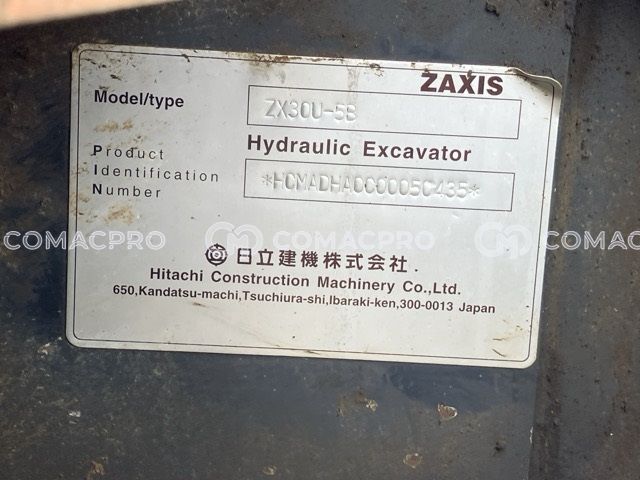 ZAXIS
Model/type ZX30U-5B
Hydraulic Excavator
Product
Identification
Number
*HCMADHA0C00050435*
COMACPRO COMACPRO COMACPRO
日立建機株式会社.
Hitachi Construction Machinery Co.,Ltd.
650,Kandatsu-machi,Tsuchiura-shi,Ibaraki-ken,300-0013 Japan